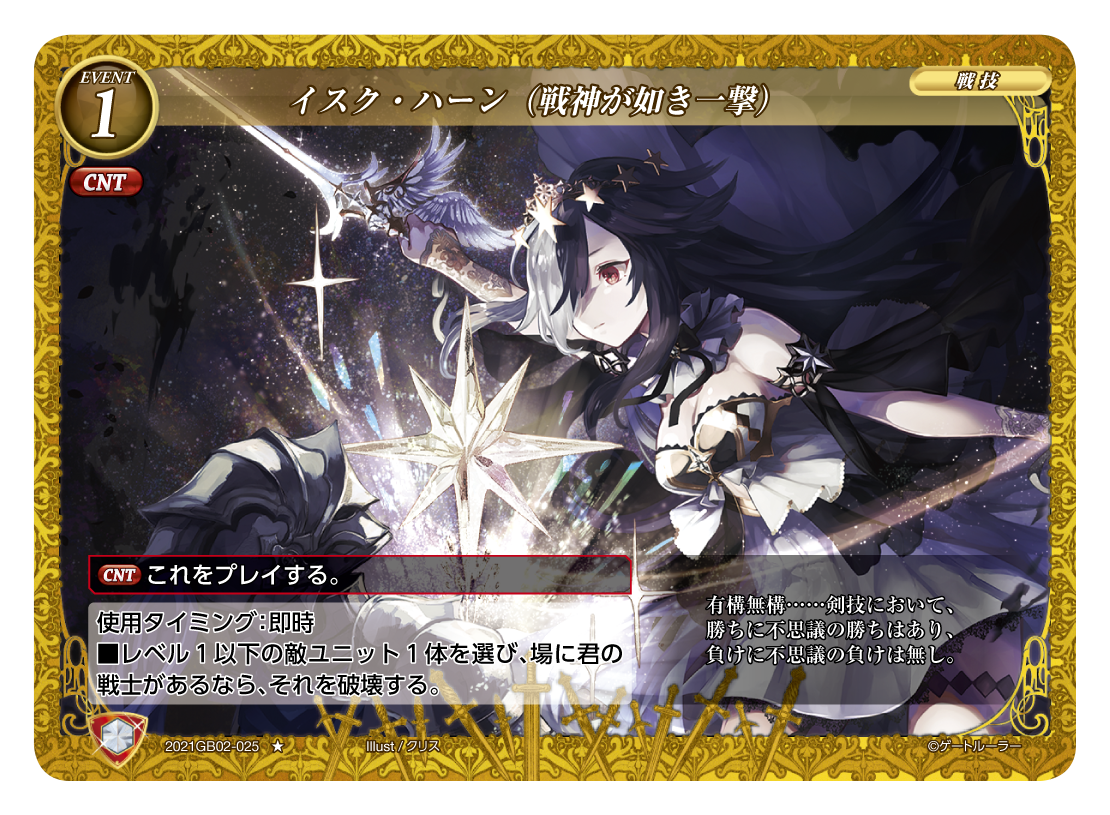 EVENT
1
イスク・ハーン (戦神が如き一撃)
戦技
CNT
CNT これをプレイする。
使用タイミング:即時
■レベル1以下の敵ユニット1体を選び、場に君の
戦士があるなら、それを破壊する。
有構無構……剣技において、
勝ちに不思議の勝ちはあり、
負けに不思議の負けは無し。
2021GB02-025 ★
Illust / クリス
©ゲートルーラー